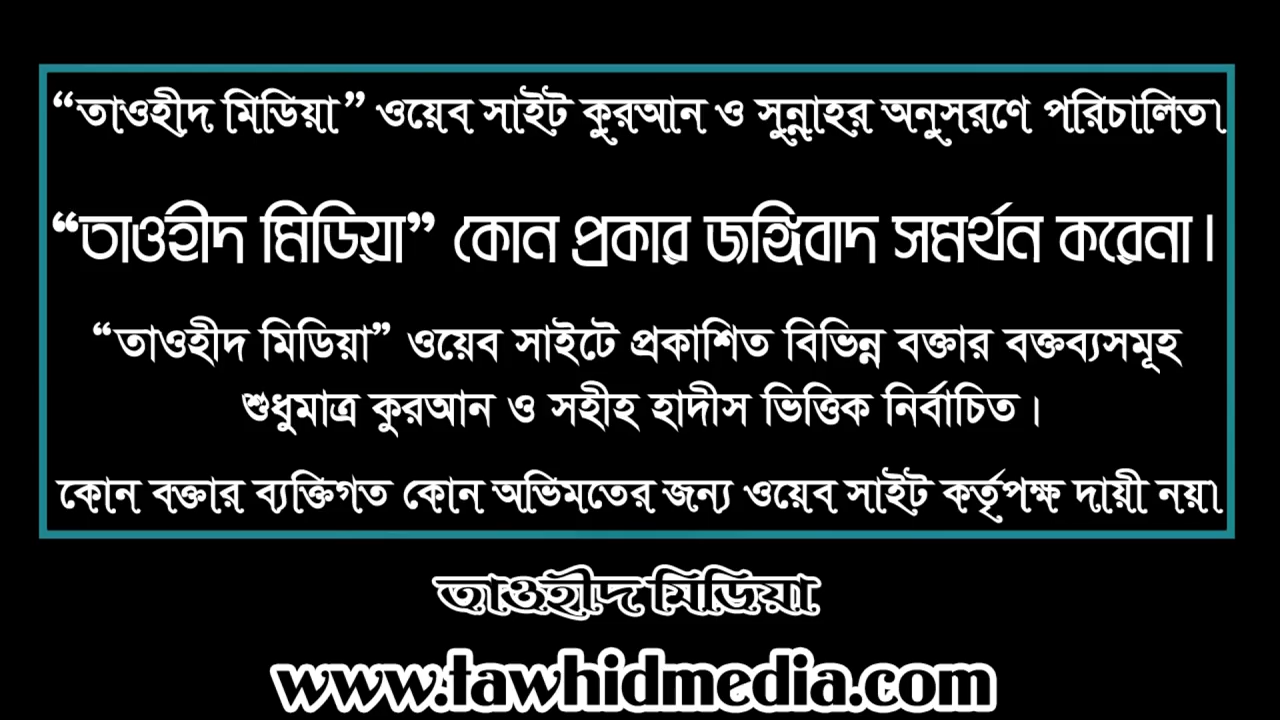 “তাওহীদ মিডিয়া” ওয়েব সাইট কুরআন ও সুন্নাহর অনুসরণে পরিচালিত।
“তাওহীদ মিডিয়া” কোন প্রকার জঙ্গিবাদ সমর্থন করেনা।
“তাওহীদ মিডিয়া” ওয়েব সাইটে প্রকাশিত বিভিন্ন বক্তার বক্তব্যসমূহ
শুধুমাত্র কুরআন ও সহীহ হাদীস ভিত্তিক নির্বাচিত।
কোন বক্তার ব্যক্তিগত কোন অভিমতের জন্য ওয়েব সাইট কর্তৃপক্ষ দায়ী নয়।
তাওহীদ মিডিয়া
www.tawhidmedia.com